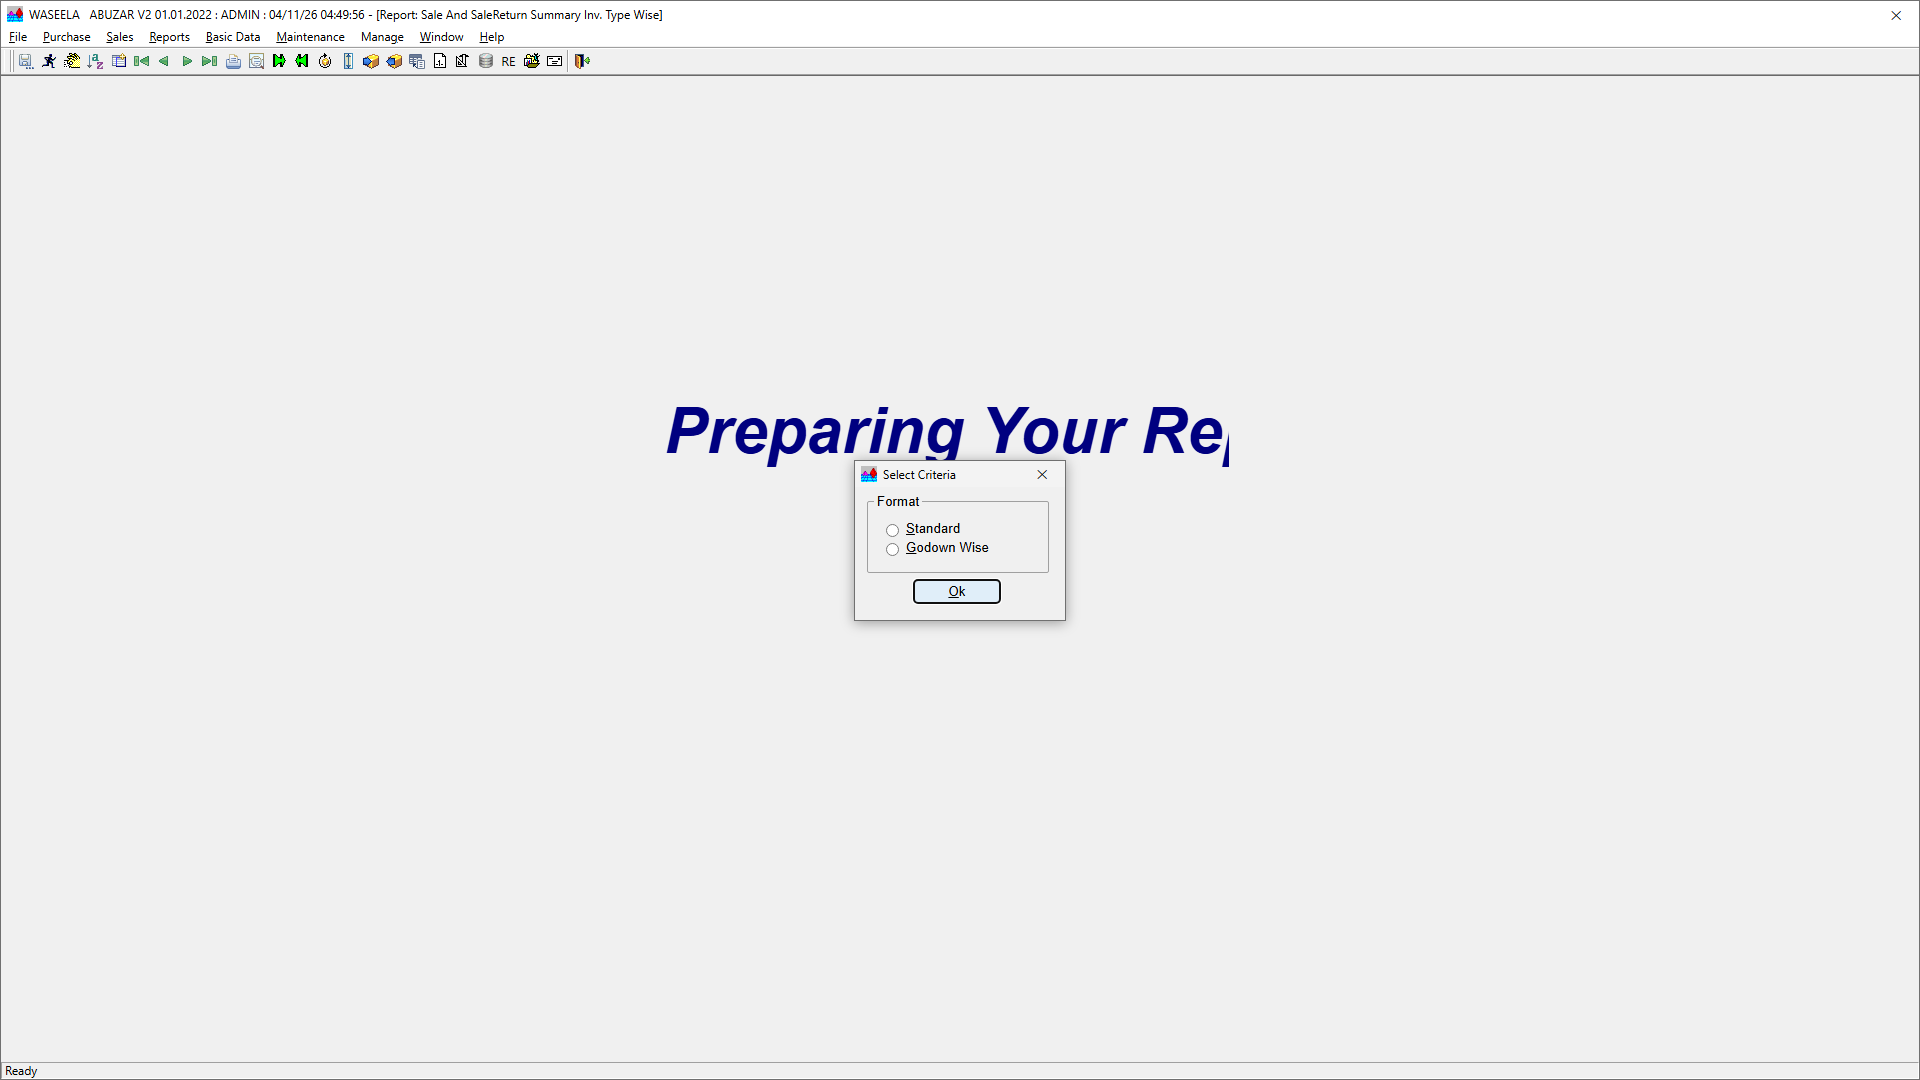 WASEELA ABUZAR V2 01.01.2022 : ADMIN : 04/11/26 04:49:56 - [Report: Sale And SaleReturn Summary Inv. Type Wise]
File Purchase Sales Reports Basic Data Maintenance Manage Window Help
RE
Preparing Your Rep
Select Criteria
Format
Standard
Godown Wise
Ok
Ready